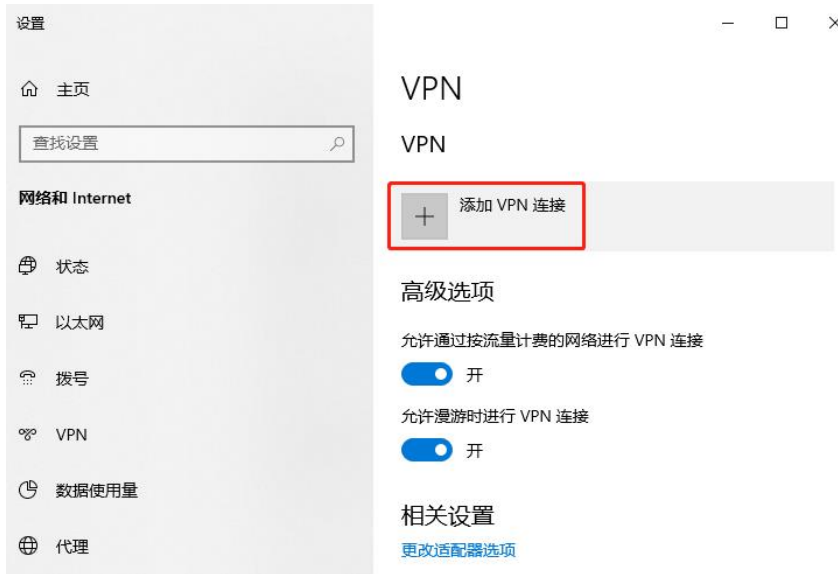 设置
主页
查找设置
网络和 Internet
状态
以太网
拨号
VPN
数据使用量
代理
VPN
VPN
添加 VPN 连接
高级选项
允许通过按流量计费的网络进行 VPN 连接
开
允许漫游时进行 VPN 连接
开
相关设置
更改适配器选项